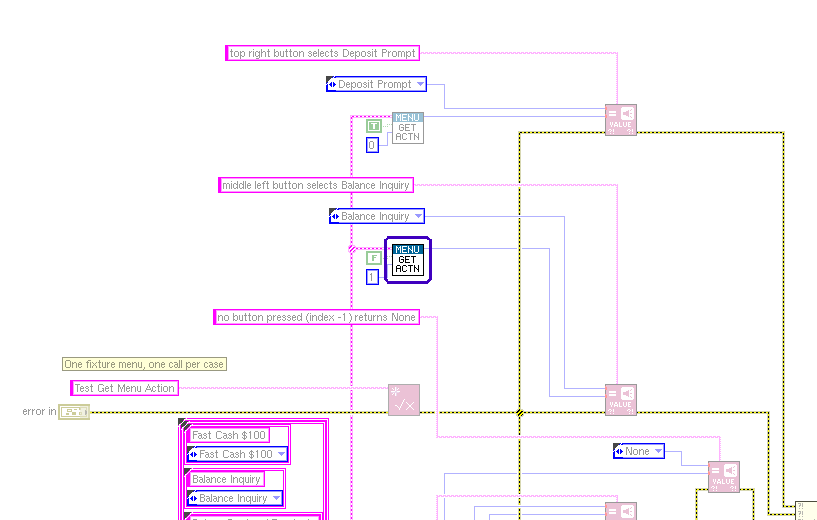 top right button selects Deposit Prompt
Deposit Prompt
MENU
GET
ACTN
T
0
=
VALUE
middle left button selects Balance Inquiry
Balance Inquiry
MENU
GET
ACTN
F
1
no button pressed (index -1) returns None
One fixture menu, one call per case
Test Get Menu Action
√x
=
VALUE
error in
Fast Cash $100
Fast Cash $100
None
=
VALUE
Balance Inquiry
Balance Inquiry
=
VALUE